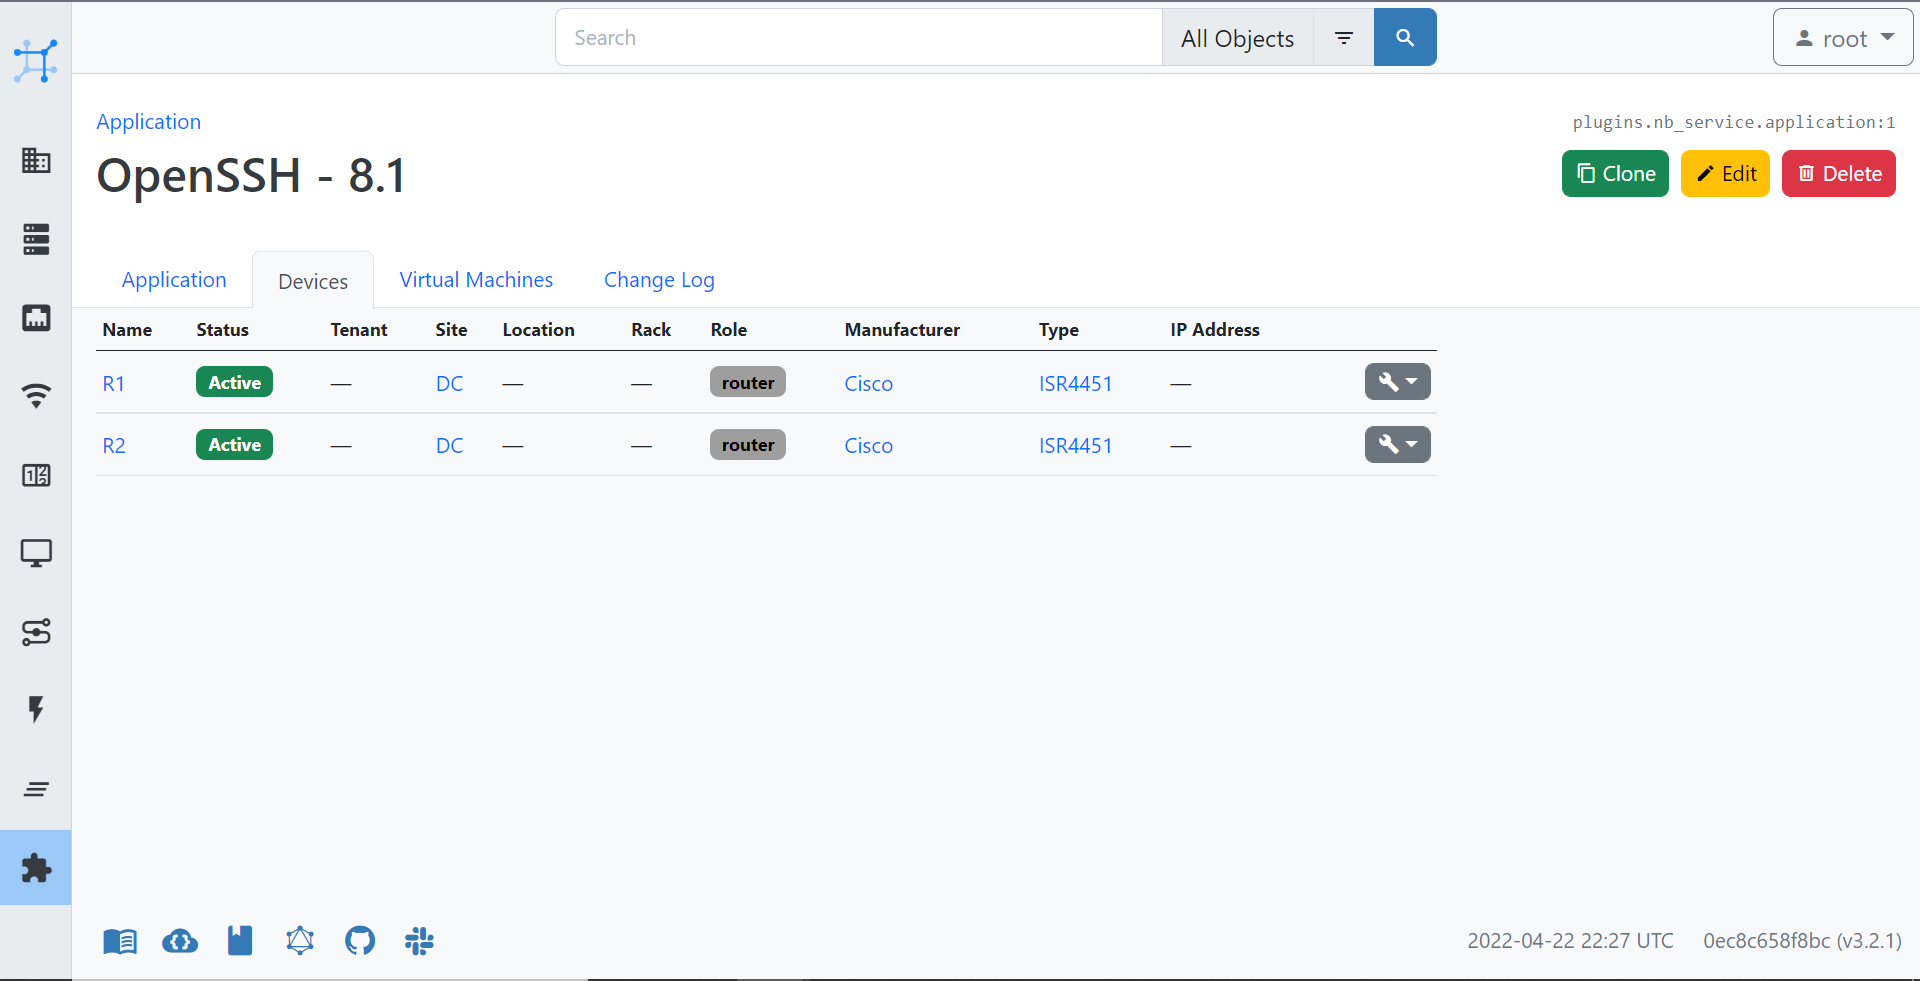 Search All Objects root
Application
plugins.nb_service.application:1
OpenSSH - 8.1
Clone Edit Delete
Application Devices Virtual Machines Change Log
Name Status Tenant Site Location Rack Role Manufacturer Type IP Address
R1 Active — DC — — router Cisco ISR4451 —
R2 Active — DC — — router Cisco ISR4451 —
2022-04-22 22:27 UTC 0ec8c658f8bc (v3.2.1)